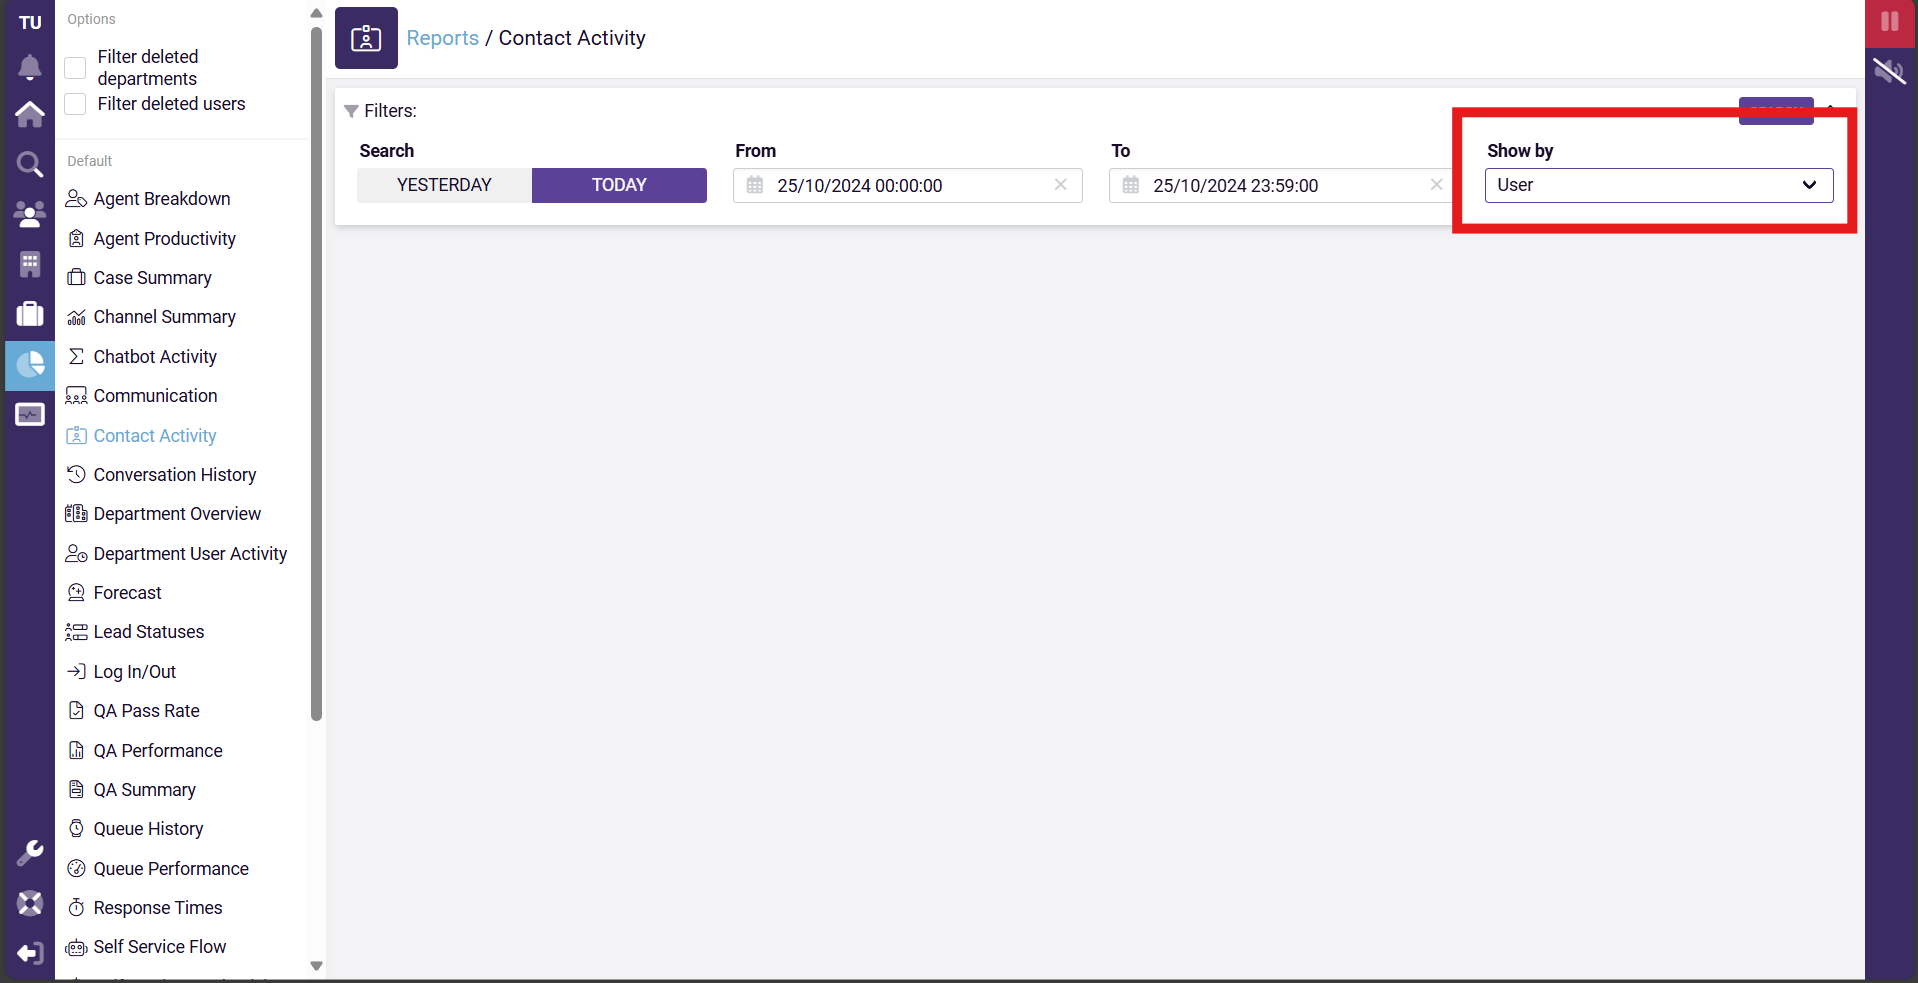 TU
Options
Filter deleted
departments
Filter deleted users
Default
Agent Breakdown
Agent Productivity
Case Summary
Channel Summary
Chatbot Activity
Communication
Contact Activity
Conversation History
Department Overview
Department User Activity
Forecast
Lead Statuses
Log In/Out
QA Pass Rate
QA Performance
QA Summary
Queue History
Queue Performance
Response Times
Self Service Flow
Reports / Contact Activity
Filters:
Search
YESTERDAY TODAY
From
25/10/2024 00:00:00
To
25/10/2024 23:59:00
Show by
User